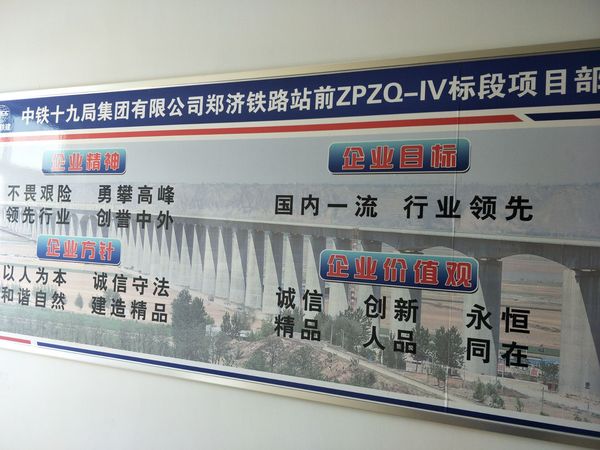 中铁十九局集团有限公司郑济铁路站前ZPZQ-IV标段项目部
企业精神
不畏艰险 勇攀高峰
领先行业 创誉中外
企业方针
以人为本 诚信守法
和谐自然 建造精品
企业目标
国内一流 行业领先
企业价值观
诚信 创新 永恒
精品 人品 同在